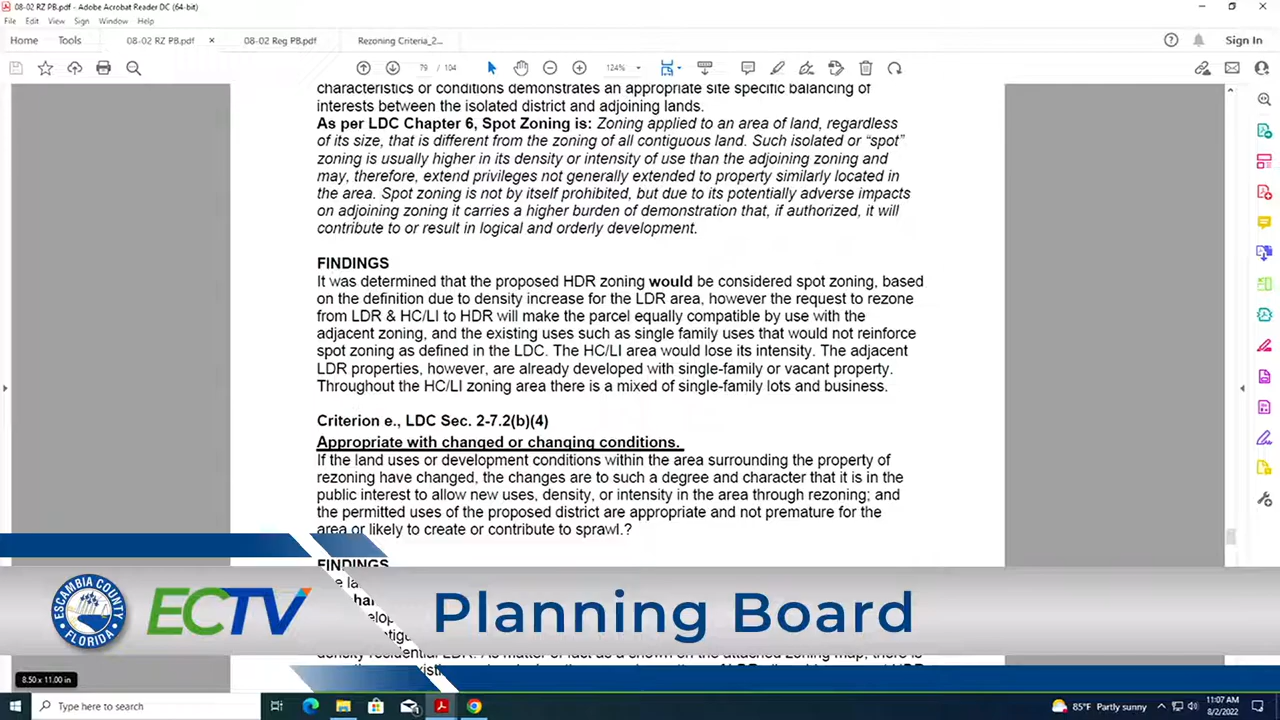 08-02 RZ PB.pdf - Adobe Acrobat Reader DC (64-bit)
File Edit View Sign Window Help
Home Tools 08-02 RZ PB.pdf × 08-02 Reg PB.pdf Rezoning Criteria_2... Sign In
79 / 104 124%
characteristics or conditions demonstrates an appropriate site specific balancing of
interests between the isolated district and adjoining lands.
As per LDC Chapter 6, Spot Zoning is: Zoning applied to an area of land, regardless
of its size, that is different from the zoning of all contiguous land. Such isolated or “spot”
zoning is usually higher in its density or intensity of use than the adjoining zoning and
may, therefore, extend privileges not generally extended to property similarly located in
the area. Spot zoning is not by itself prohibited, but due to its potentially adverse impacts
on adjoining zoning it carries a higher burden of demonstration that, if authorized, it will
contribute to or result in logical and orderly development.
FINDINGS
It was determined that the proposed HDR zoning would be considered spot zoning, based
on the definition due to density increase for the LDR area, however the request to rezone
from LDR & HC/LI to HDR will make the parcel equally compatible by use with the
adjacent zoning, and the existing uses such as single family uses that would not reinforce
spot zoning as defined in the LDC. The HC/LI area would lose its intensity. The adjacent
LDR properties, however, are already developed with single-family or vacant property.
Throughout the HC/LI zoning area there is a mixed of single-family lots and business.
Criterion e., LDC Sec. 2-7.2(b)(4)
Appropriate with changed or changing conditions.
If the land uses or development conditions within the area surrounding the property of
rezoning have changed, the changes are to such a degree and character that it is in the
public interest to allow new uses, density, or intensity in the area through rezoning; and
the permitted uses of the proposed district are appropriate and not premature for the
area or likely to create or contribute to sprawl.?
FINDINGS
ESCAMBIA COUNTY FLORIDA
ECTV
Planning Board
8.50 x 11.00 in
Type here to search
85°F Partly sunny
11:07 AM
8/2/2022